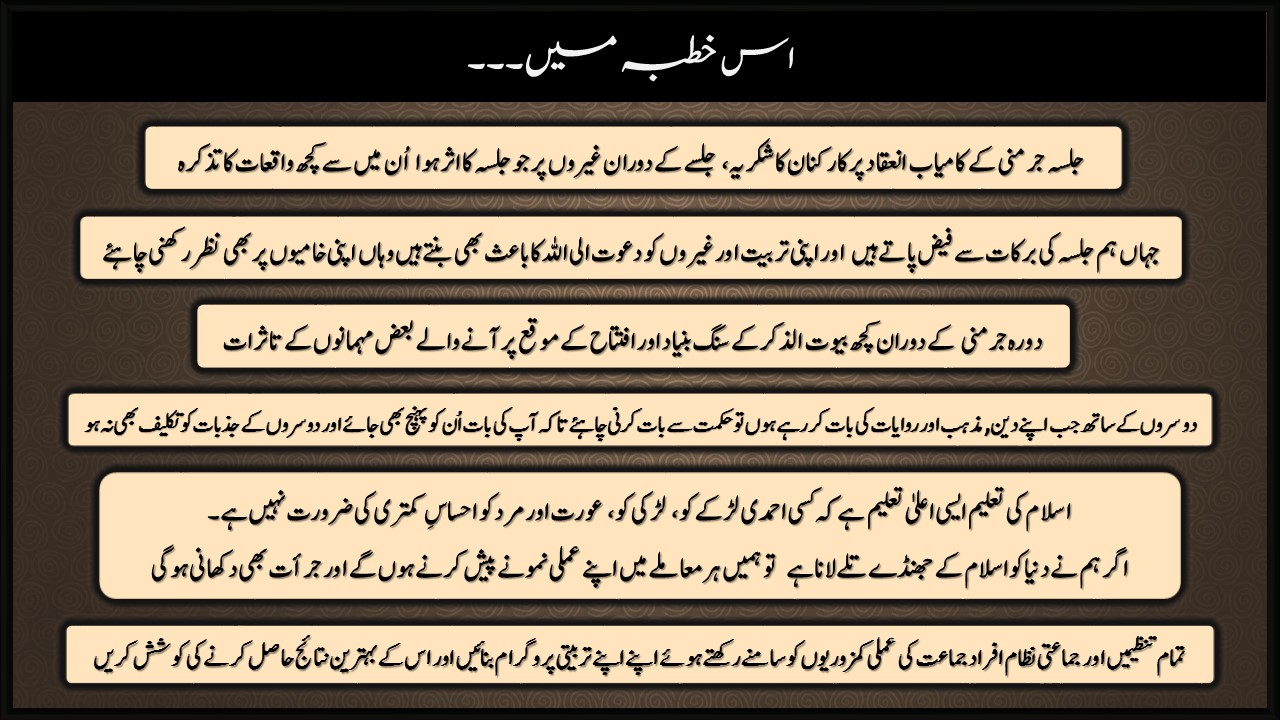 اس خطبہ میں۔۔۔
جلسہ جرمنی کے کامیاب انعقاد پر کارکنان کا شکریہ، جلسے کے دوران غیروں پر جو جلسہ کا اثر ہوا اُن میں سے کچھ واقعات کا تذکرہ
جہاں ہم جلسہ کی برکات سے فیض پاتے ہیں اور اپنی تربیت اور غیروں کو دعوت الی اللہ کا باعث بھی بنتے ہیں وہاں اپنی خامیوں پر بھی نظر رکھنی چاہئے
دورہ جرمنی کے دوران کچھ بیوت الذکر کے سنگ بنیاد اور افتتاح کے موقع پر آنے والے بعض مہمانوں کے تاثرات
دوسروں کے ساتھ جب اپنے دین, مذہب اور روایات کی بات کر رہے ہوں تو حکمت سے بات کرنی چاہئے تاکہ آپ کی بات اُن کو پہنچ بھی جائے اور دوسروں کے جذبات کو تکلیف بھی نہ ہو
اسلام کی تعلیم ایسی اعلیٰ تعلیم ہے کہ کسی احمدی لڑکے کو، لڑکی کو، عورت اور مرد کو احساسِ کمتری کی ضرورت نہیں ہے۔
اگر ہم نے دنیا کو اسلام کے جھنڈے تلے لانا ہے تو ہمیں ہر معاملے میں اپنے عملی نمونے پیش کرنے ہوں گے اور جرأت بھی دکھانی ہوگی
تمام تنظیمیں اور جماعتی نظام افراد جماعت کی عملی کمزوریوں کو سامنے رکھتے ہوئے اپنے اپنے تربیتی پروگرام بنائیں اور اس کے بہترین نتائج حاصل کرنے کی کوشش کریں